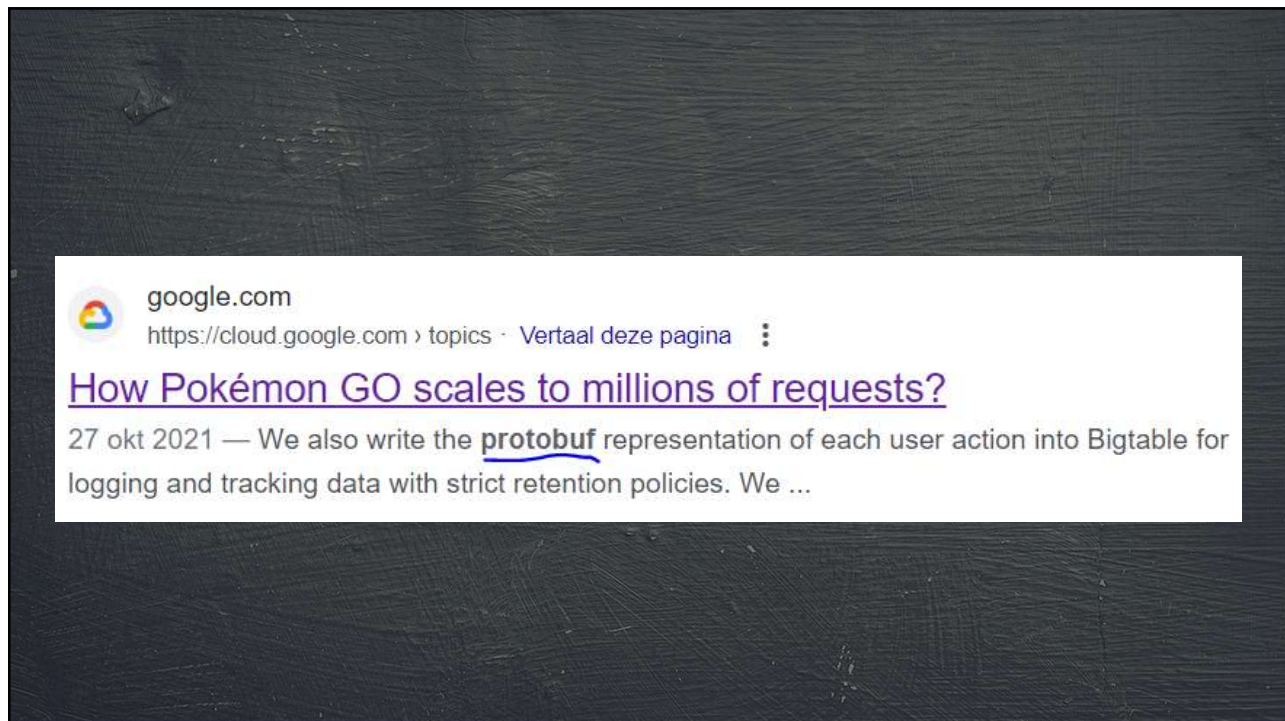 google.com
https://cloud.google.com › topics · Vertaal deze pagina
How Pokémon GO scales to millions of requests?
27 okt 2021 — We also write the protobuf representation of each user action into Bigtable for
logging and tracking data with strict retention policies. We ...